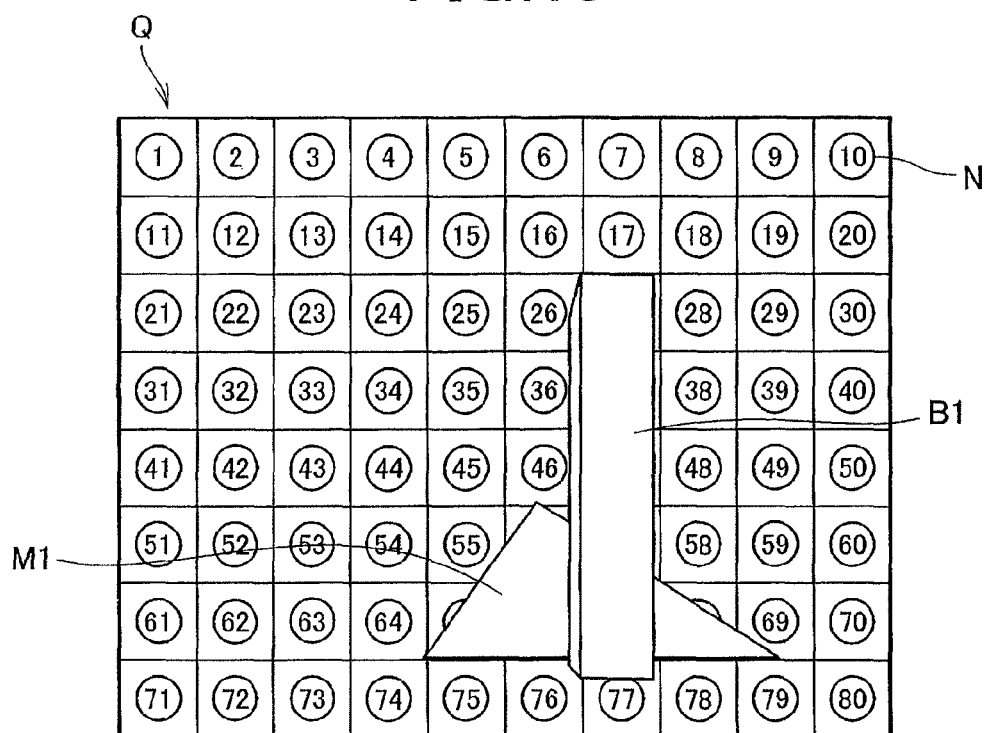 Q
1 2 3 4 5 6 7 8 9 10 N
11 12 13 14 15 16 17 18 19 20
21 22 23 24 25 26 28 29 30
31 32 33 34 35 36 38 39 40
B1
41 42 43 44 45 46 48 49 50
M1 51 52 53 54 55 58 59 60
61 62 63 64 69 70
71 72 73 74 75 76 77 78 79 80